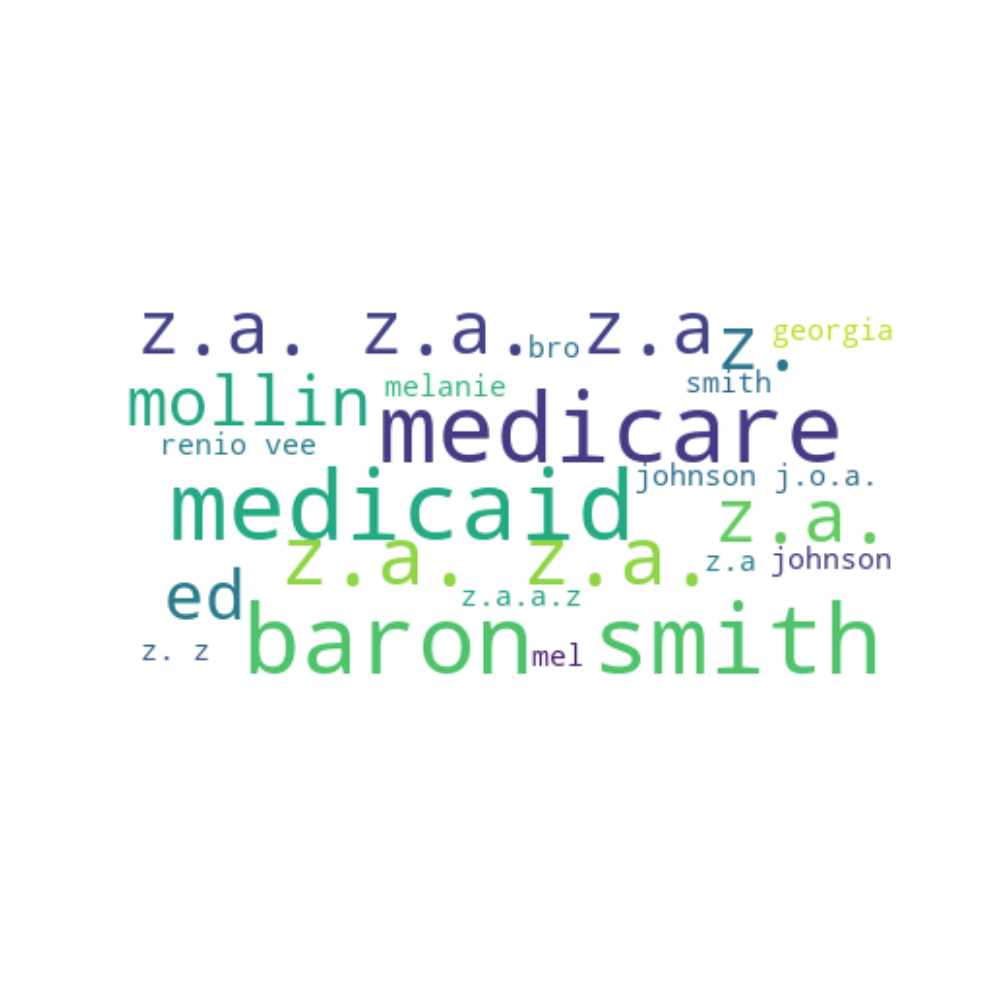 z.a. z.a. z.a
bro
z.
georgia
mollin
melanie
smith
medicare
renio vee
medicaid
johnson j.o.a.
z.a.
z.a. z.a.
z.a
johnson
ed
z.a.a.z
baron smith
z. z
mel